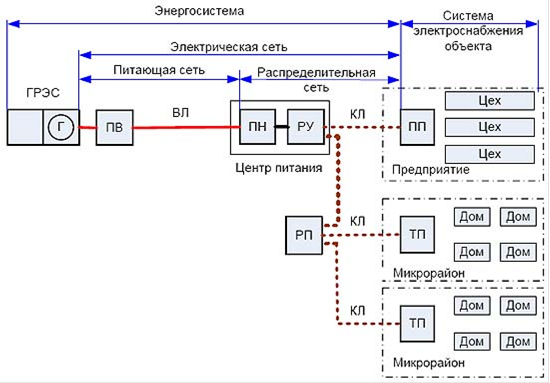 Энергосистема
Система
электроснабжения
объекта
Электрическая сеть
Питающая сеть
Распределительная
сеть
ГРЭС
Г
ПВ
ВЛ
ПН
РУ
Центр питания
КЛ
ПП
Цех
Цех
Цех
Предприятие
РП
КЛ
ТП
Дом
Дом
Дом
Дом
Микрорайон
КЛ
ТП
Дом
Дом
Дом
Дом
Микрорайон